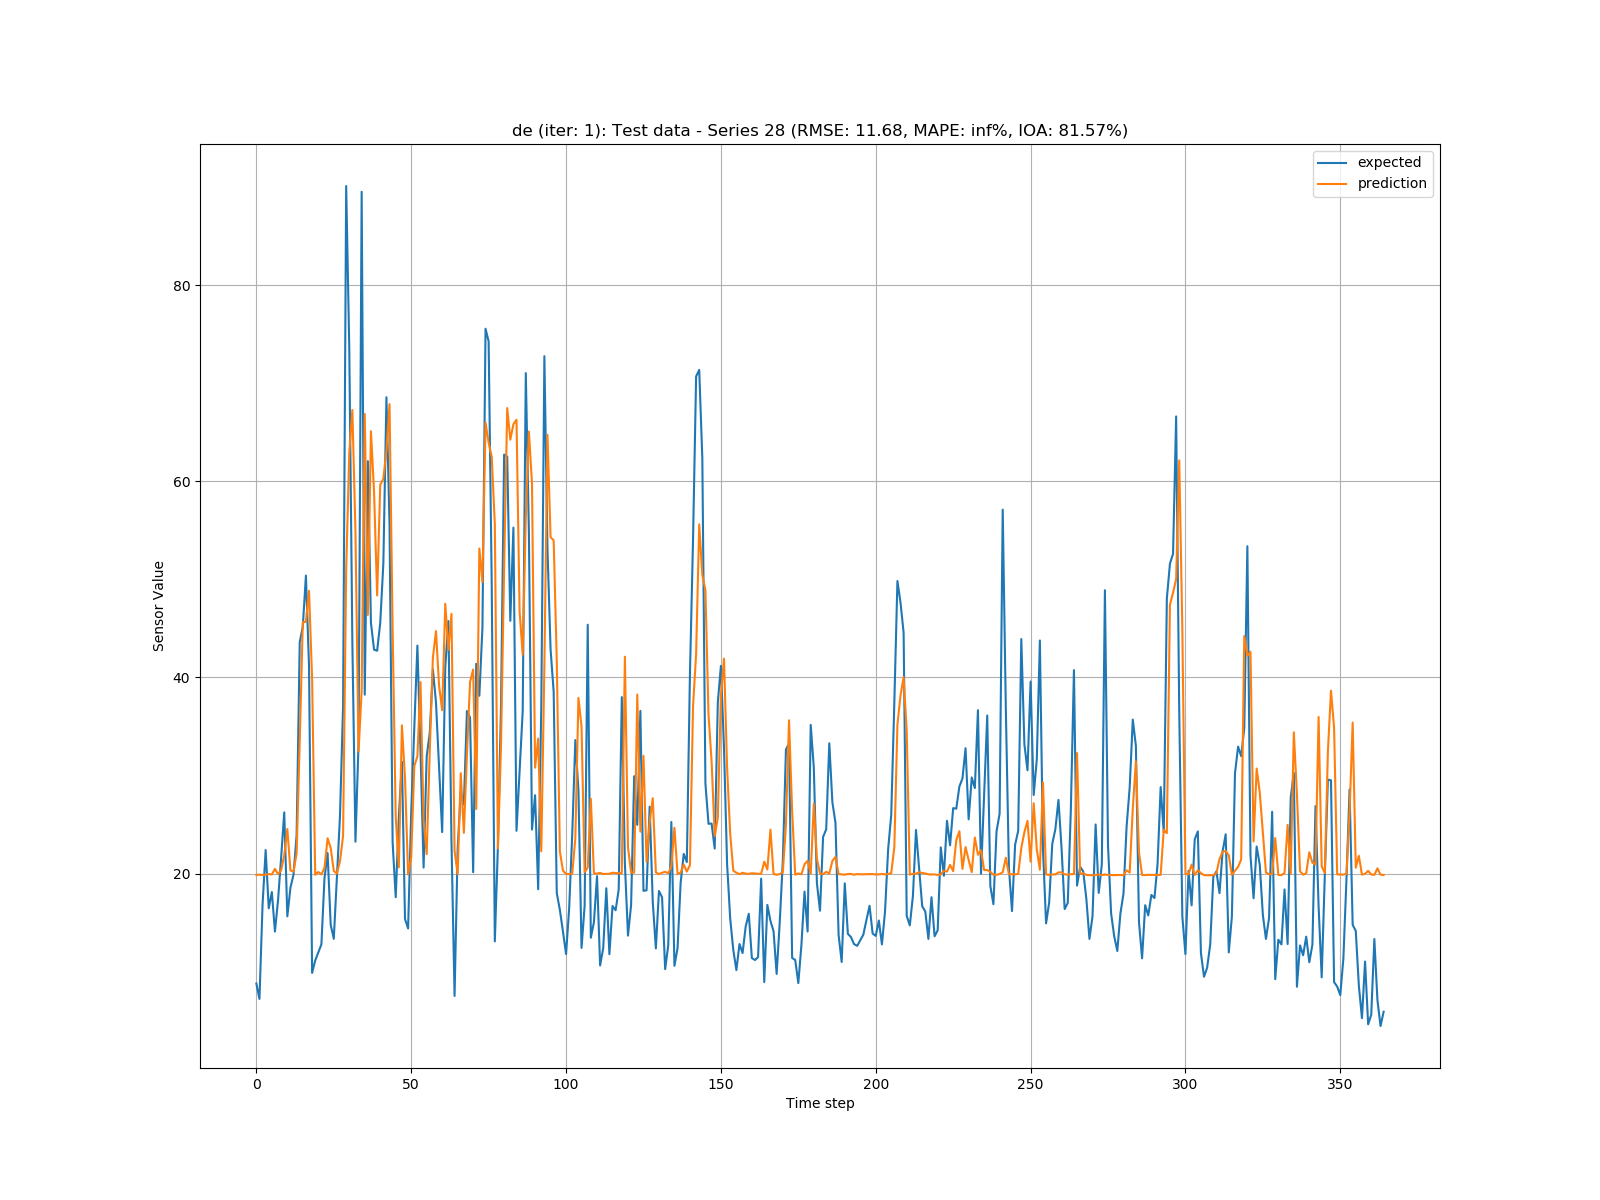 de (iter: 1): Test data - Series 28 (RMSE: 11.68, MAPE: inf%, IOA: 81.57%)
expected
prediction
80
60
40
20
Sensor Value
0 50 100 150 200 250 300 350
Time step